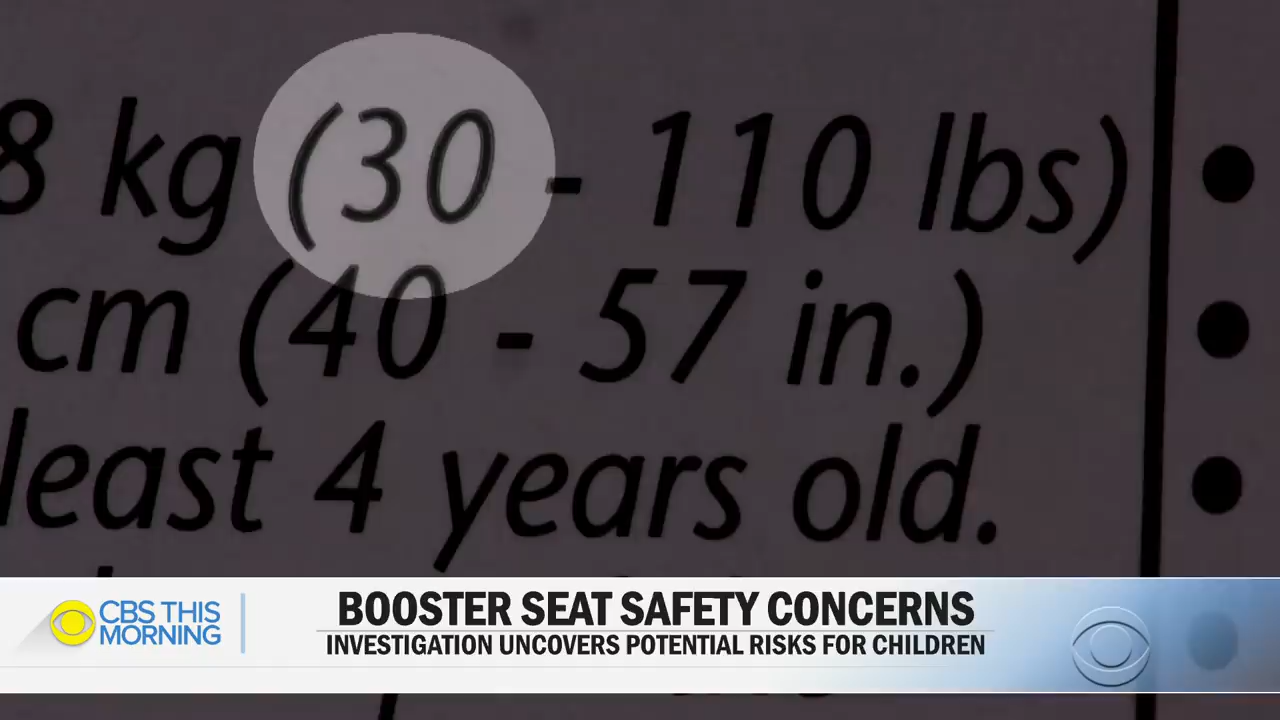 8 kg (30 - 110 lbs)
cm (40 - 57 in.)
least 4 years old.
CBS THIS
MORNING
BOOSTER SEAT SAFETY CONCERNS
INVESTIGATION UNCOVERS POTENTIAL RISKS FOR CHILDREN